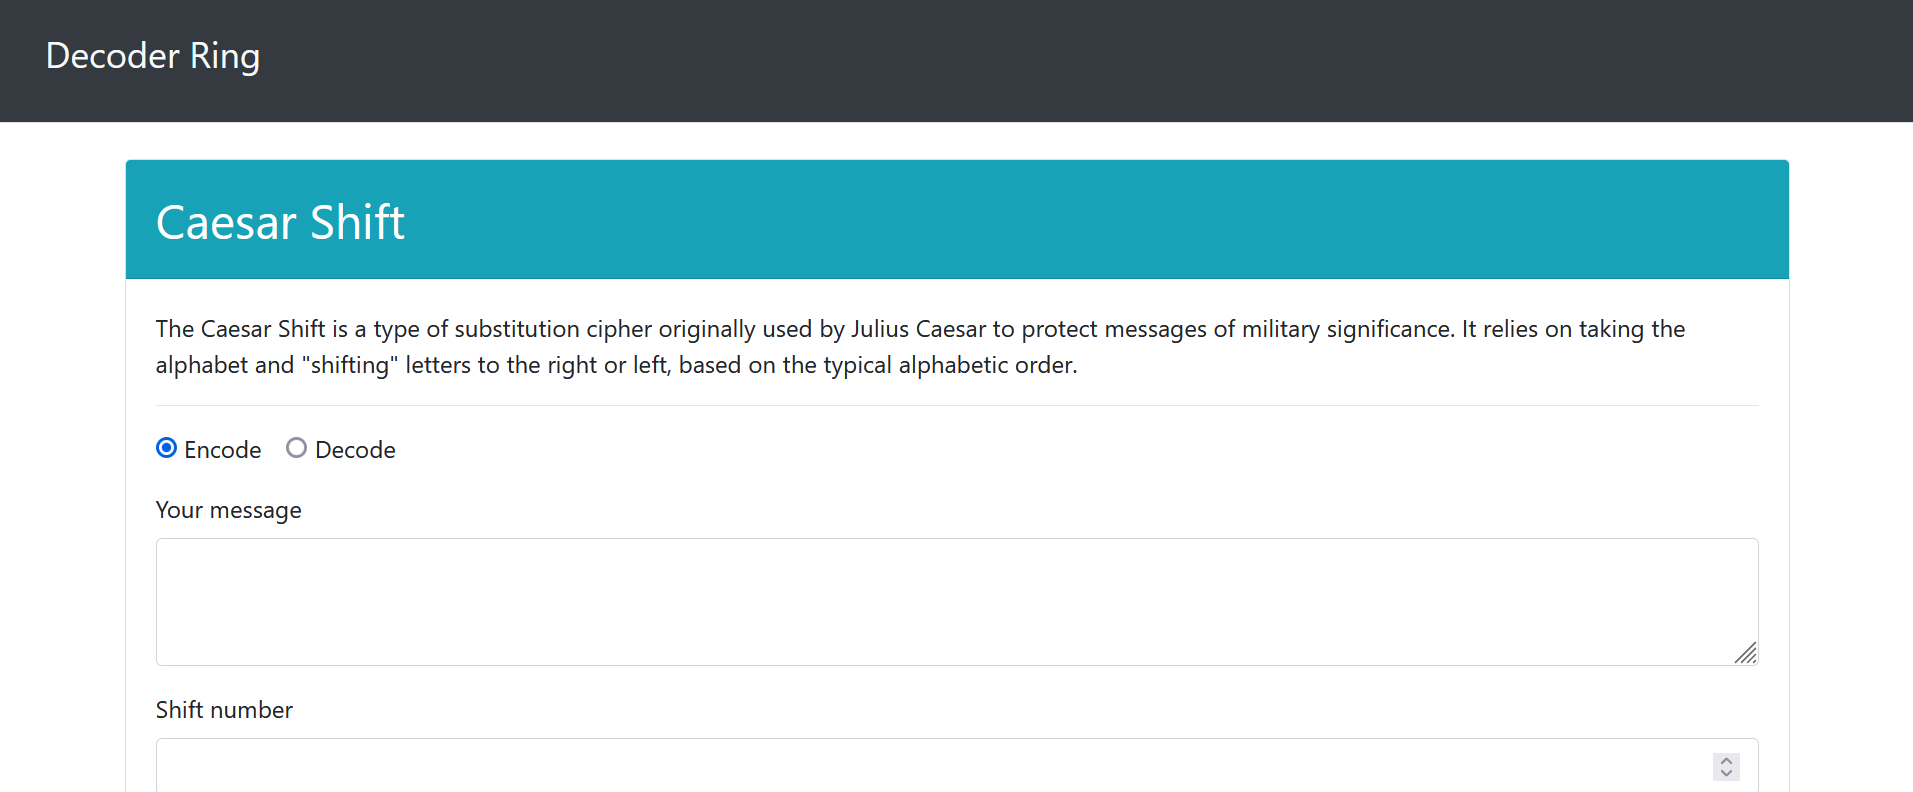 Decoder Ring
Caesar Shift
The Caesar Shift is a type of substitution cipher originally used by Julius Caesar to protect messages of military significance. It relies on taking the
alphabet and "shifting" letters to the right or left, based on the typical alphabetic order.
Encode Decode
Your message
Shift number